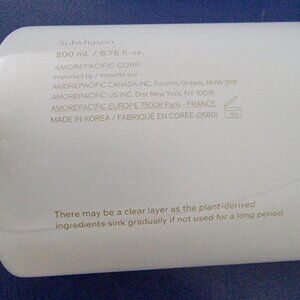 Sulwhasoo
200 mL / 6.76 fl. oz.
AMOREPACIFIC CORP.
Imported by / Importé par
AMOREPACIFIC CANADA INC. Toronto, Ontario, M4W 3R8
AMOREPACIFIC US INC. Dist New York, NY 10018
AMOREPACIFIC EUROPE 75008 Paris - FRANCE
MADE IN KOREA / FABRIQUÉ EN CORÉE (0580)
There may be a clear layer as the plant-derived
ingredients sink gradually if not used for a long period.